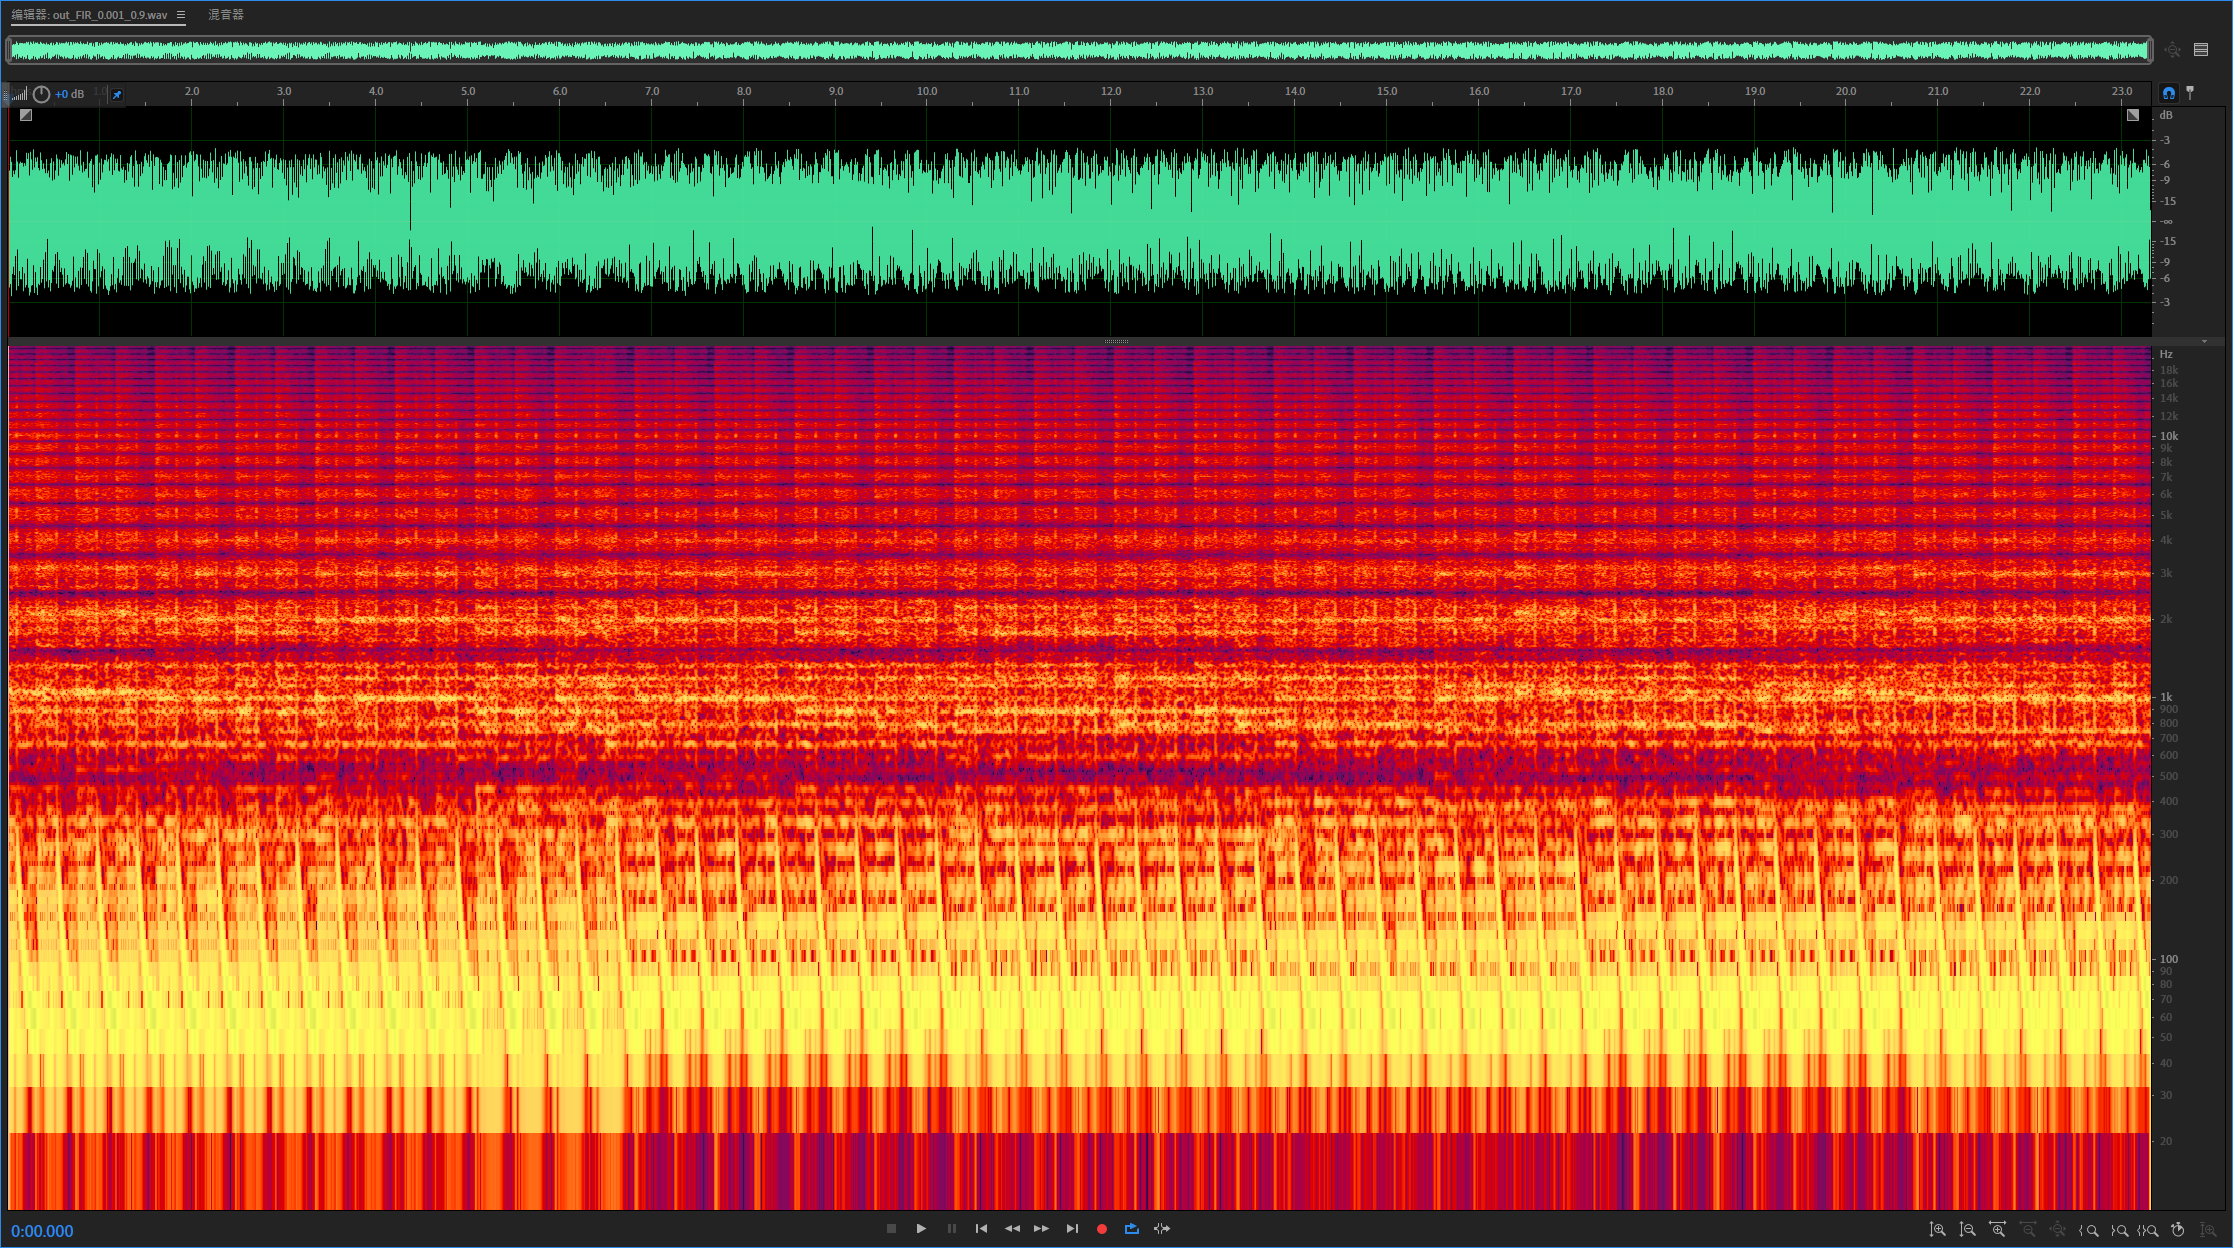 编辑器: out_FIR_0.001_0.9.wav 混音器
+0 dB 1.0 2.0 3.0 4.0 5.0 6.0 7.0 8.0 9.0 10.0 11.0 12.0 13.0 14.0 15.0 16.0 17.0 18.0 19.0 20.0 21.0 22.0 23.0
dB
-3
-6
-9
-15
-∞
-15
-9
-6
-3
Hz
18k
16k
14k
12k
10k
9k
8k
7k
6k
5k
4k
3k
2k
1k
900
800
700
600
500
400
300
200
100
90
80
70
60
50
40
30
20
0:00.000